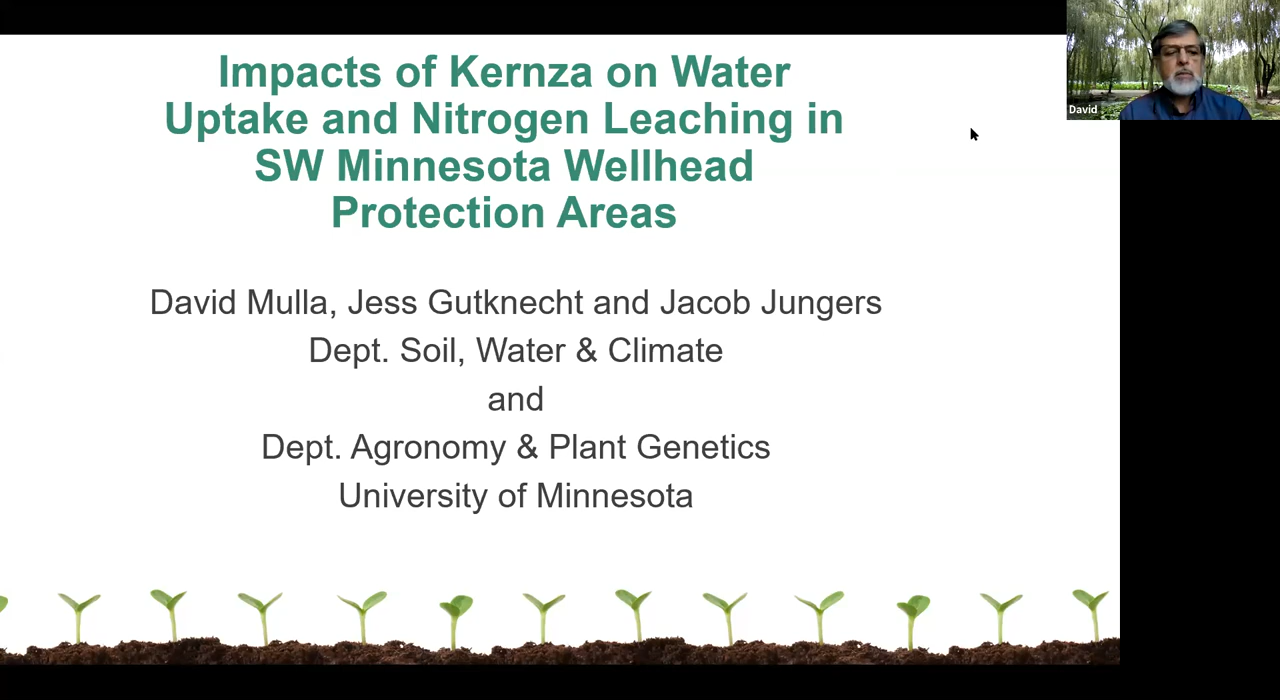 Impacts of Kernza on Water
Uptake and Nitrogen Leaching in
SW Minnesota Wellhead
Protection Areas
David Mulla, Jess Gutknecht and Jacob Jungers
Dept. Soil, Water & Climate
and
Dept. Agronomy & Plant Genetics
University of Minnesota
David